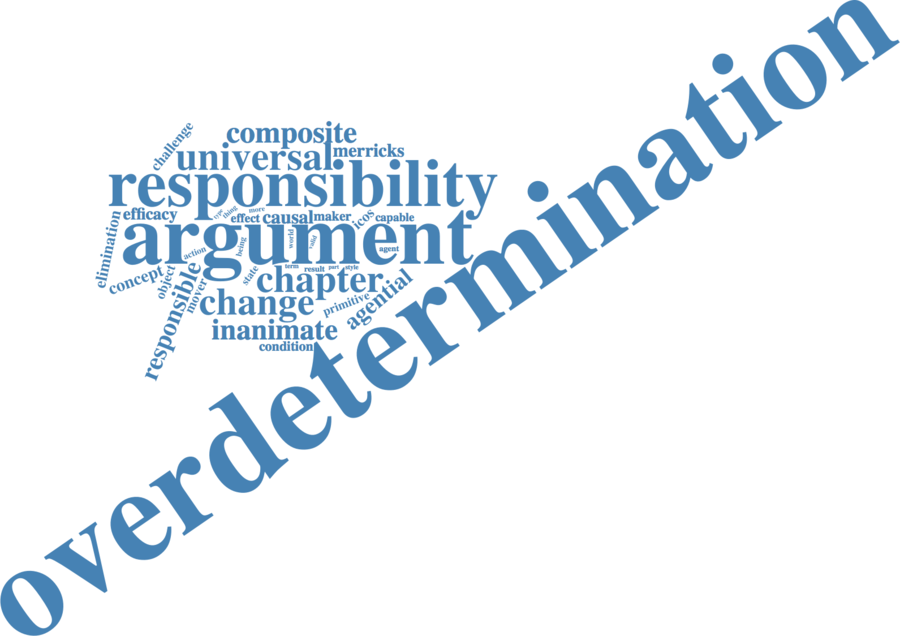 overdetermination
challenge
composite
universal
merricks
responsibility
elimination
efficacy
type
thing
more
effect
causal
maker
icos
capable
argument
world
valid
being
agent
action
concept
object
mover
state
term
result
part
style
chapter
responsible
change
primitive
agential
inanimate
condition